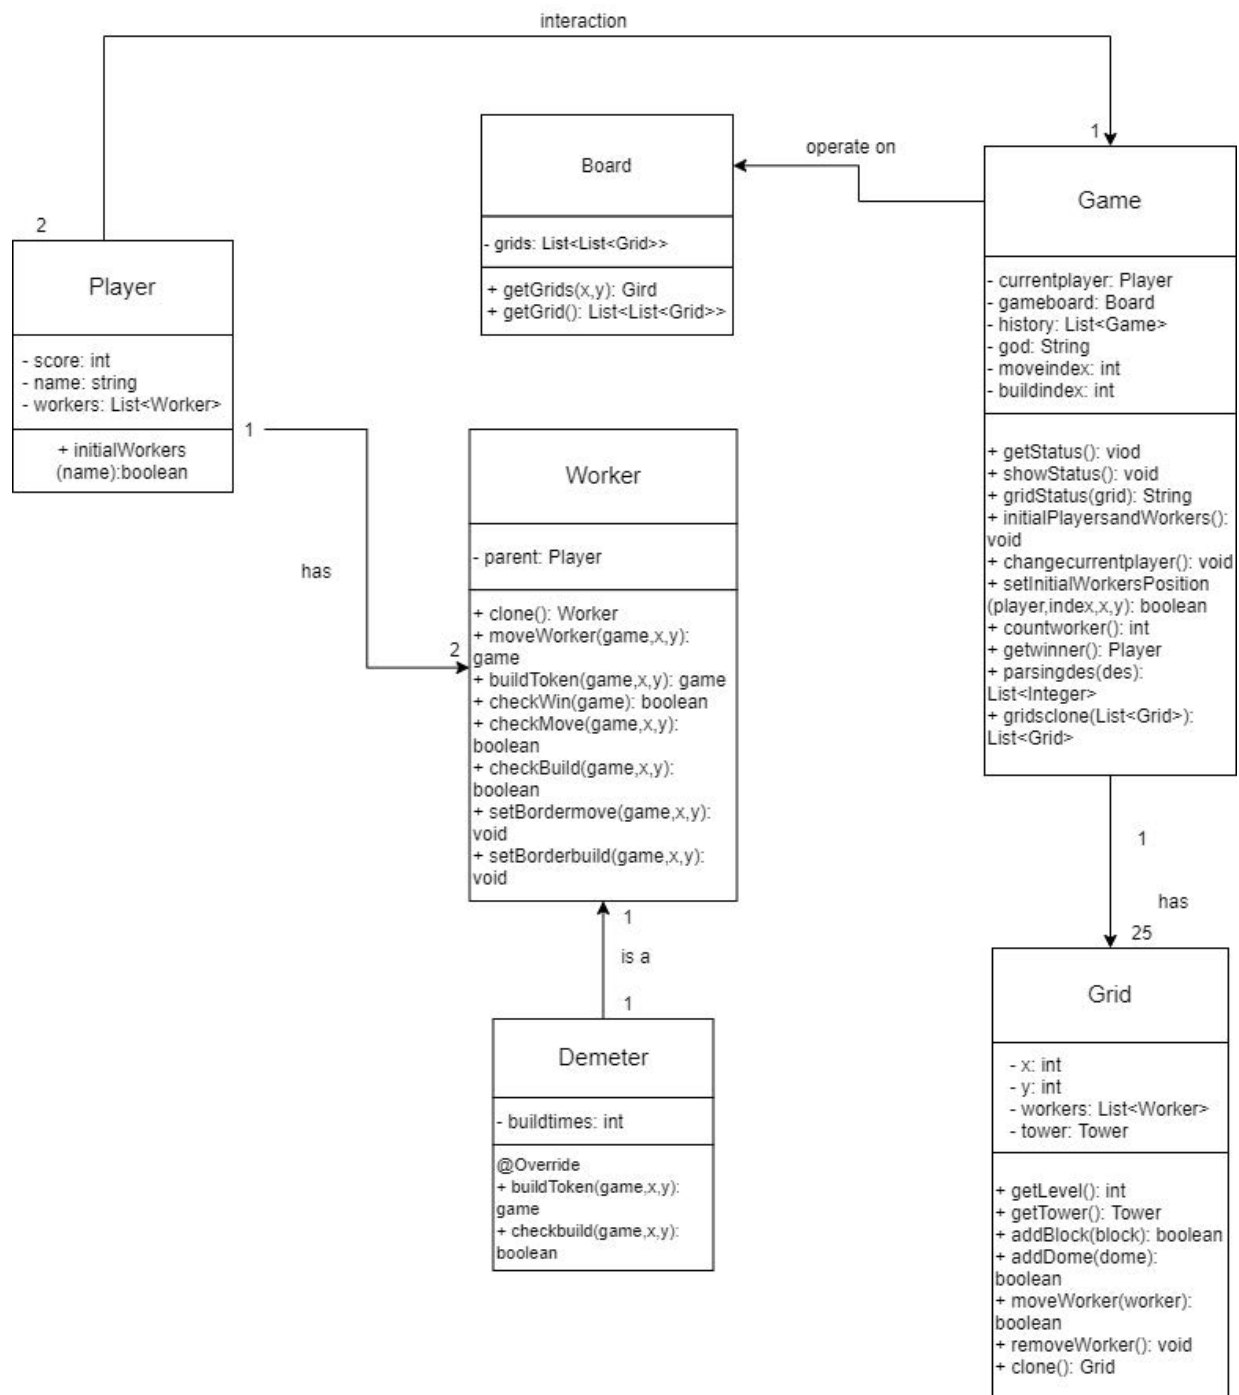 interaction
1
operate on
Board
- grids: List<List<Grid>>
+ getGrids(x,y): Gird
+ getGrid(): List<List<Grid>>
Game
- currentplayer: Player
- gameboard: Board
- history: List<Game>
- god: String
- moveindex: int
- buildindex: int
+ getStatus(): viod
+ showStatus(): void
+ gridStatus(grid): String
+ initialPlayersandWorkers():
void
+ changecurrentplayer(): void
+ setInitialWorkersPosition
(player,index,x,y): boolean
+ countworker(): int
+ getwinner(): Player
+ parsingdes(des):
List<Integer>
+ gridsclone(List<Grid>):
List<Grid>
2
Player
- score: int
- name: string
- workers: List<Worker>
+ initialWorkers
(name):boolean
1
has
2
Worker
- parent: Player
+ clone(): Worker
+ moveWorker(game,x,y):
game
+ buildToken(game,x,y): game
+ checkWin(game): boolean
+ checkMove(game,x,y):
boolean
+ checkBuild(game,x,y):
boolean
+ setBordermove(game,x,y):
void
+ setBorderbuild(game,x,y):
void
1
is a
1
Demeter
- buildtimes: int
@Override
+ buildToken(game,x,y):
game
+ checkbuild(game,x,y):
boolean
1
has
25
Grid
- x: int
- y: int
- workers: List<Worker>
- tower: Tower
+ getLevel(): int
+ getTower(): Tower
+ addBlock(block): boolean
+ addDome(dome):
boolean
+ moveWorker(worker):
boolean
+ removeWorker(): void
+ clone(): Grid